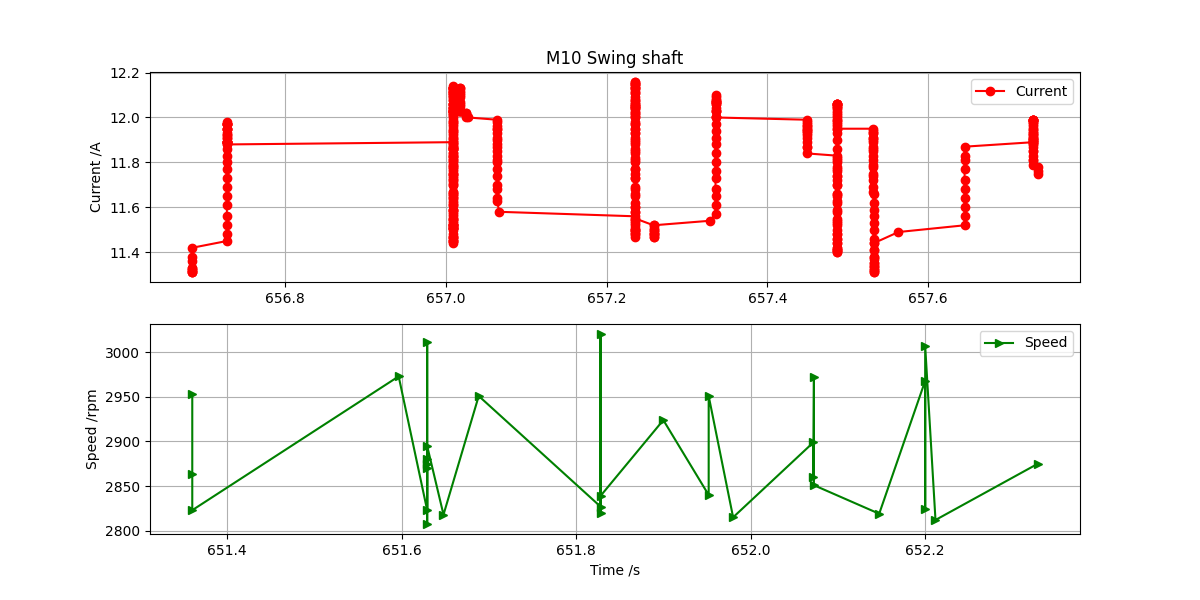 M10 Swing shaft
12.2
12.0
11.8
11.6
11.4
Current /A
Current
656.8 657.0 657.2 657.4 657.6
3000
2950
2900
2850
2800
Speed /rpm
Speed
651.4 651.6 651.8 652.0 652.2
Time /s